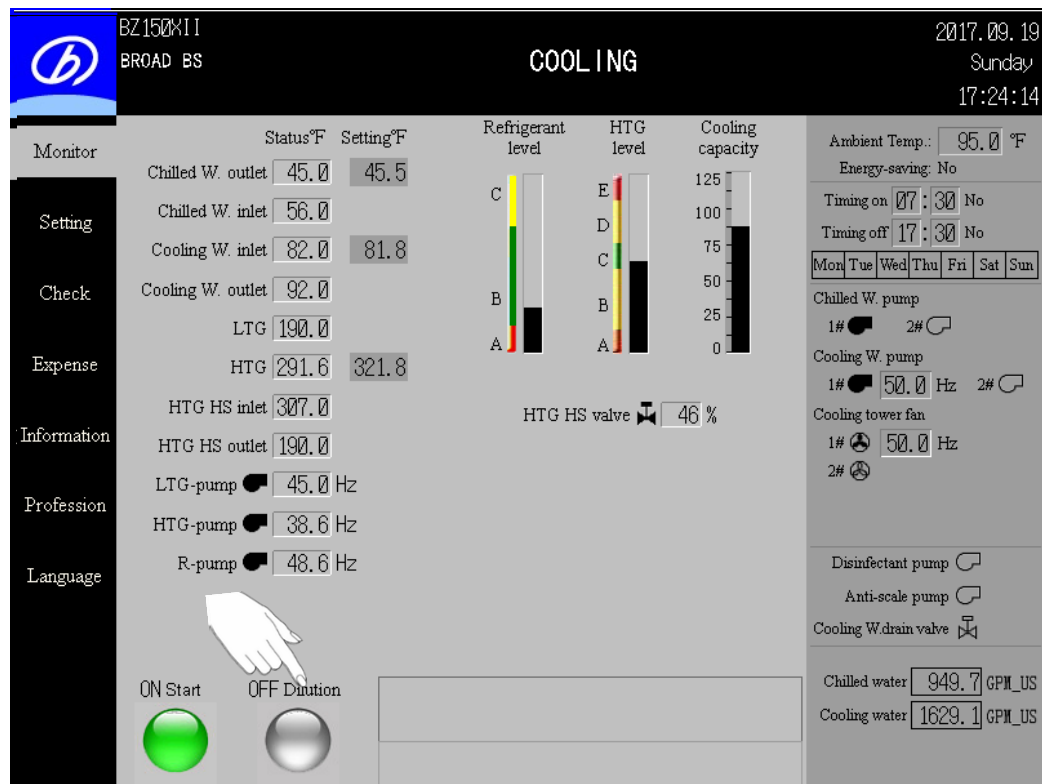 BZ150XII
BROAD BS
COOLING
2017.09.19
Sunday
17:24:14
Monitor
Setting
Check
Expense
Information
Profession
Language
Status℉ Setting℉
Chilled W. outlet 45.0 45.5
Chilled W. inlet 56.0
Cooling W. inlet 82.0 81.8
Cooling W. outlet 92.0
LTG 190.0
HTG 291.6 321.8
HTG HS inlet 307.0
HTG HS outlet 190.0
LTG-pump 45.0 Hz
HTG-pump 38.6 Hz
R-pump 48.6 Hz
ON Start OFF Dilution
Refrigerant level
C
B
A
HTG level
E
D
C
B
A
Cooling capacity
125
100
75
50
25
0
HTG HS valve 46 %
Ambient Temp.: 95.0 ℉
Energy-saving: No
Timing on 07:30 No
Timing off 17:30 No
Mon Tue Wed Thu Fri Sat Sun
Chilled W. pump
1# 2#
Cooling W. pump
1# 50.0 Hz 2#
Cooling tower fan
1# 50.0 Hz
2#
Disinfectant pump
Anti-scale pump
Cooling W.drain valve
Chilled water 949.7 GPM_US
Cooling water 1629.1 GPM_US